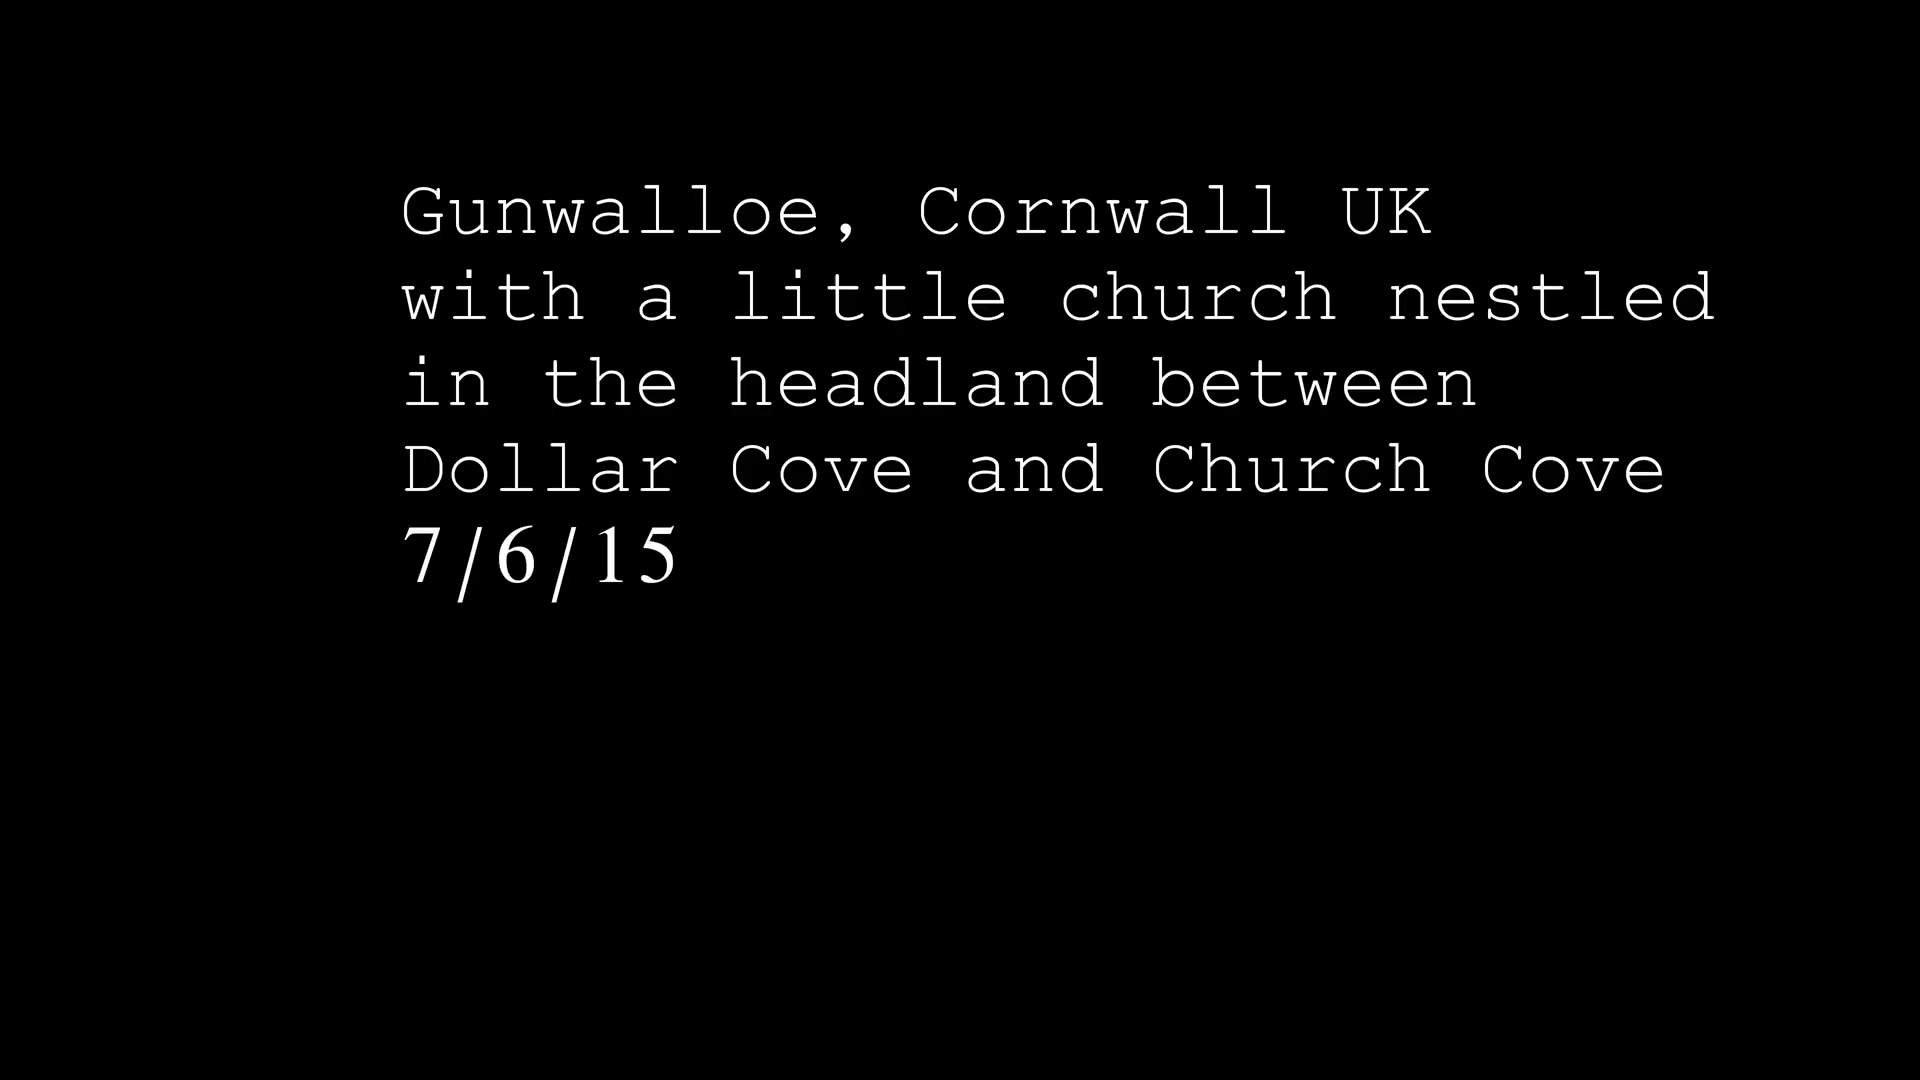 Gunwalloe, Cornwall UK
with a little church nestled
in the headland between
Dollar Cove and Church Cove
7/6/15